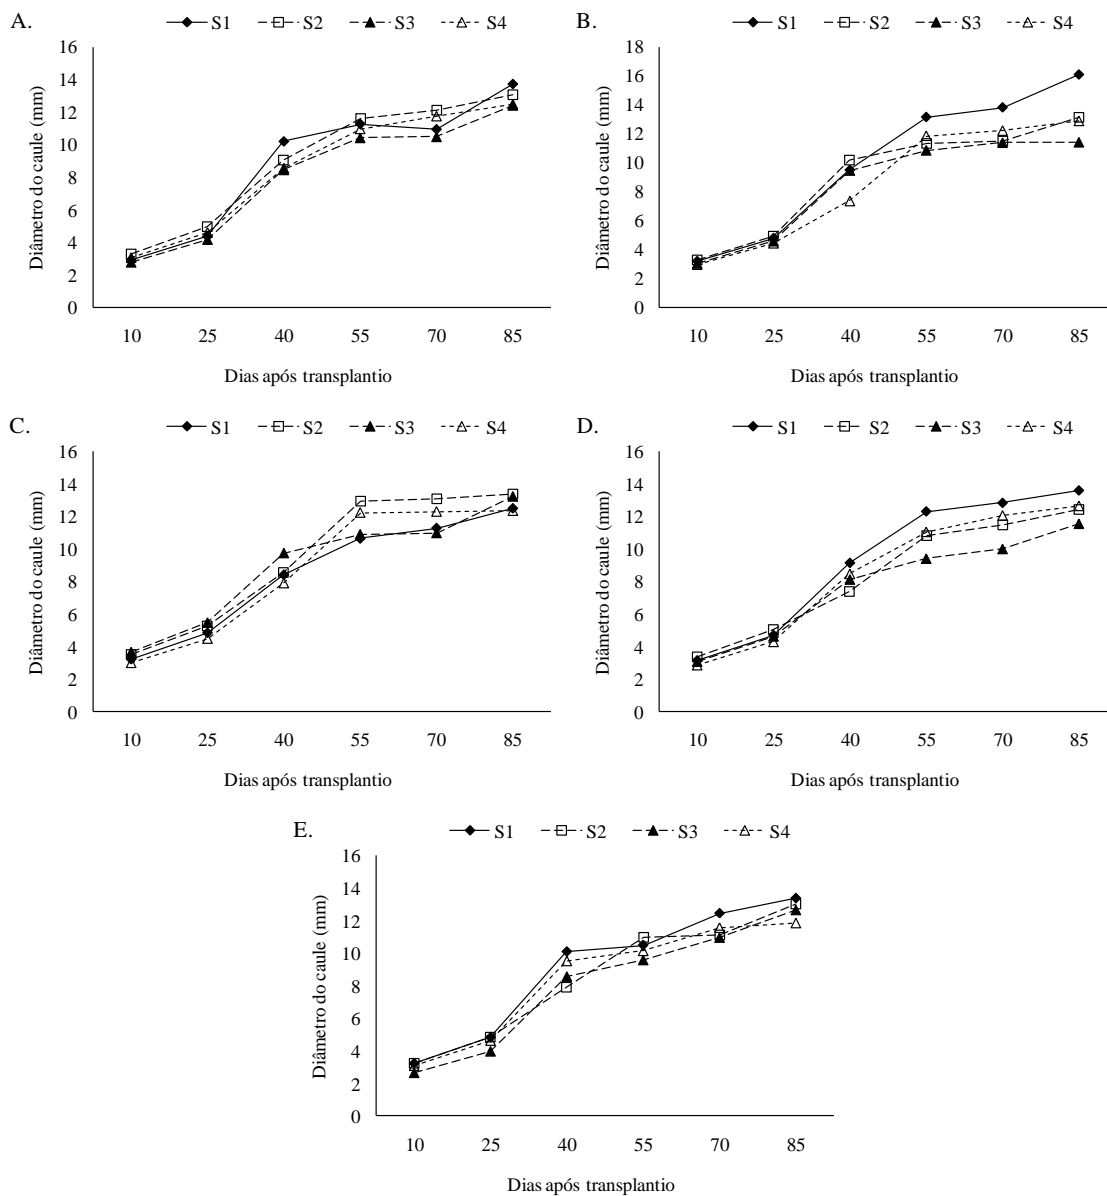 A.
S1 S2 S3 S4
16
14
12
10
8
6
4
2
0
Diâmetro do caule (mm)
10 25 40 55 70 85
Dias após transplantio
B.
S1 S2 S3 S4
18
16
14
12
10
8
6
4
2
0
Diâmetro do caule (mm)
10 25 40 55 70 85
Dias após transplantio
C.
S1 S2 S3 S4
16
14
12
10
8
6
4
2
0
Diâmetro do caule (mm)
10 25 40 55 70 85
Dias após transplantio
D.
S1 S2 S3 S4
16
14
12
10
8
6
4
2
0
Diâmetro do caule (mm)
10 25 40 55 70 85
Dias após transplantio
E.
S1 S2 S3 S4
16
14
12
10
8
6
4
2
0
Diâmetro do caule (mm)
10 25 40 55 70 85
Dias após transplantio